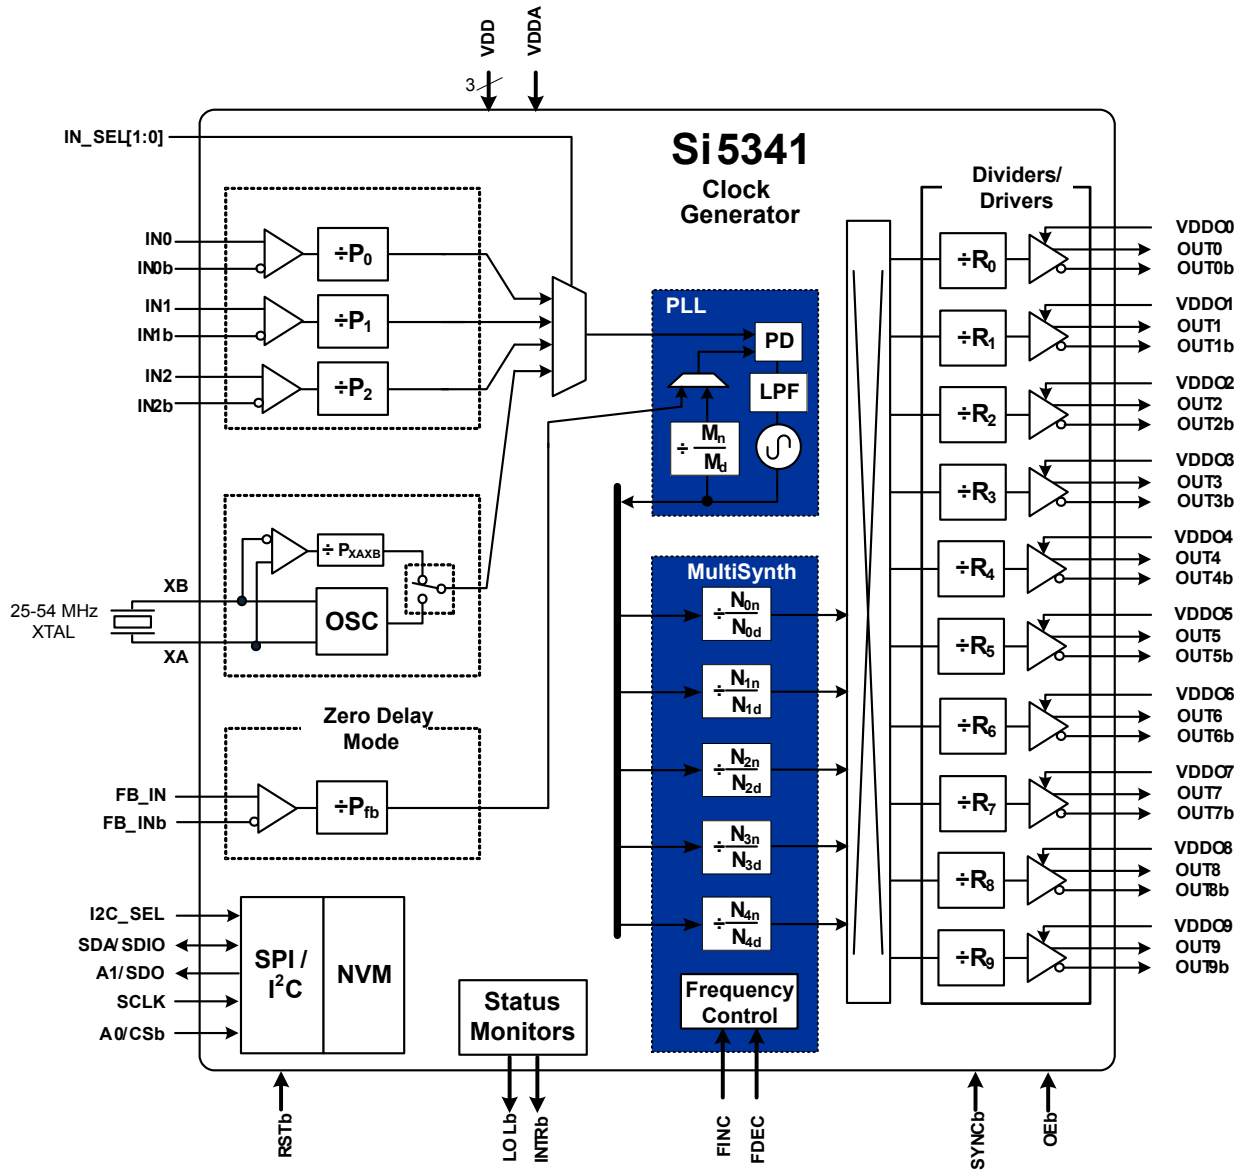 VDD
VDDA
3
IN_SEL[1:0]
Si5341
Clock
Generator
Dividers/
Drivers
IN0
IN0b
÷P0
IN1
IN1b
÷P1
IN2
IN2b
÷P2
PLL
PD
LPF
÷ Mn
Md
25-54 MHz
XTAL
XB
XA
÷ PXAXB
OSC
Zero Delay
Mode
FB_IN
FB_INb
÷Pfb
MultiSynth
÷ N0n
N0d
÷ N1n
N1d
÷ N2n
N2d
÷ N3n
N3d
÷ N4n
N4d
Frequency
Control
÷R0
VDDO0
OUT0
OUT0b
÷R1
VDDO1
OUT1
OUT1b
÷R2
VDDO2
OUT2
OUT2b
÷R3
VDDO3
OUT3
OUT3b
÷R4
VDDO4
OUT4
OUT4b
÷R5
VDDO5
OUT5
OUT5b
÷R6
VDDO6
OUT6
OUT6b
÷R7
VDDO7
OUT7
OUT7b
÷R8
VDDO8
OUT8
OUT8b
÷R9
VDDO9
OUT9
OUT9b
I2C_SEL
SDA/SDIO
A1/SDO
SCLK
A0/CSb
SPI /
I²C
NVM
Status
Monitors
RSTb
LOLb
INTRb
FINC
FDEC
SYNCb
OEb